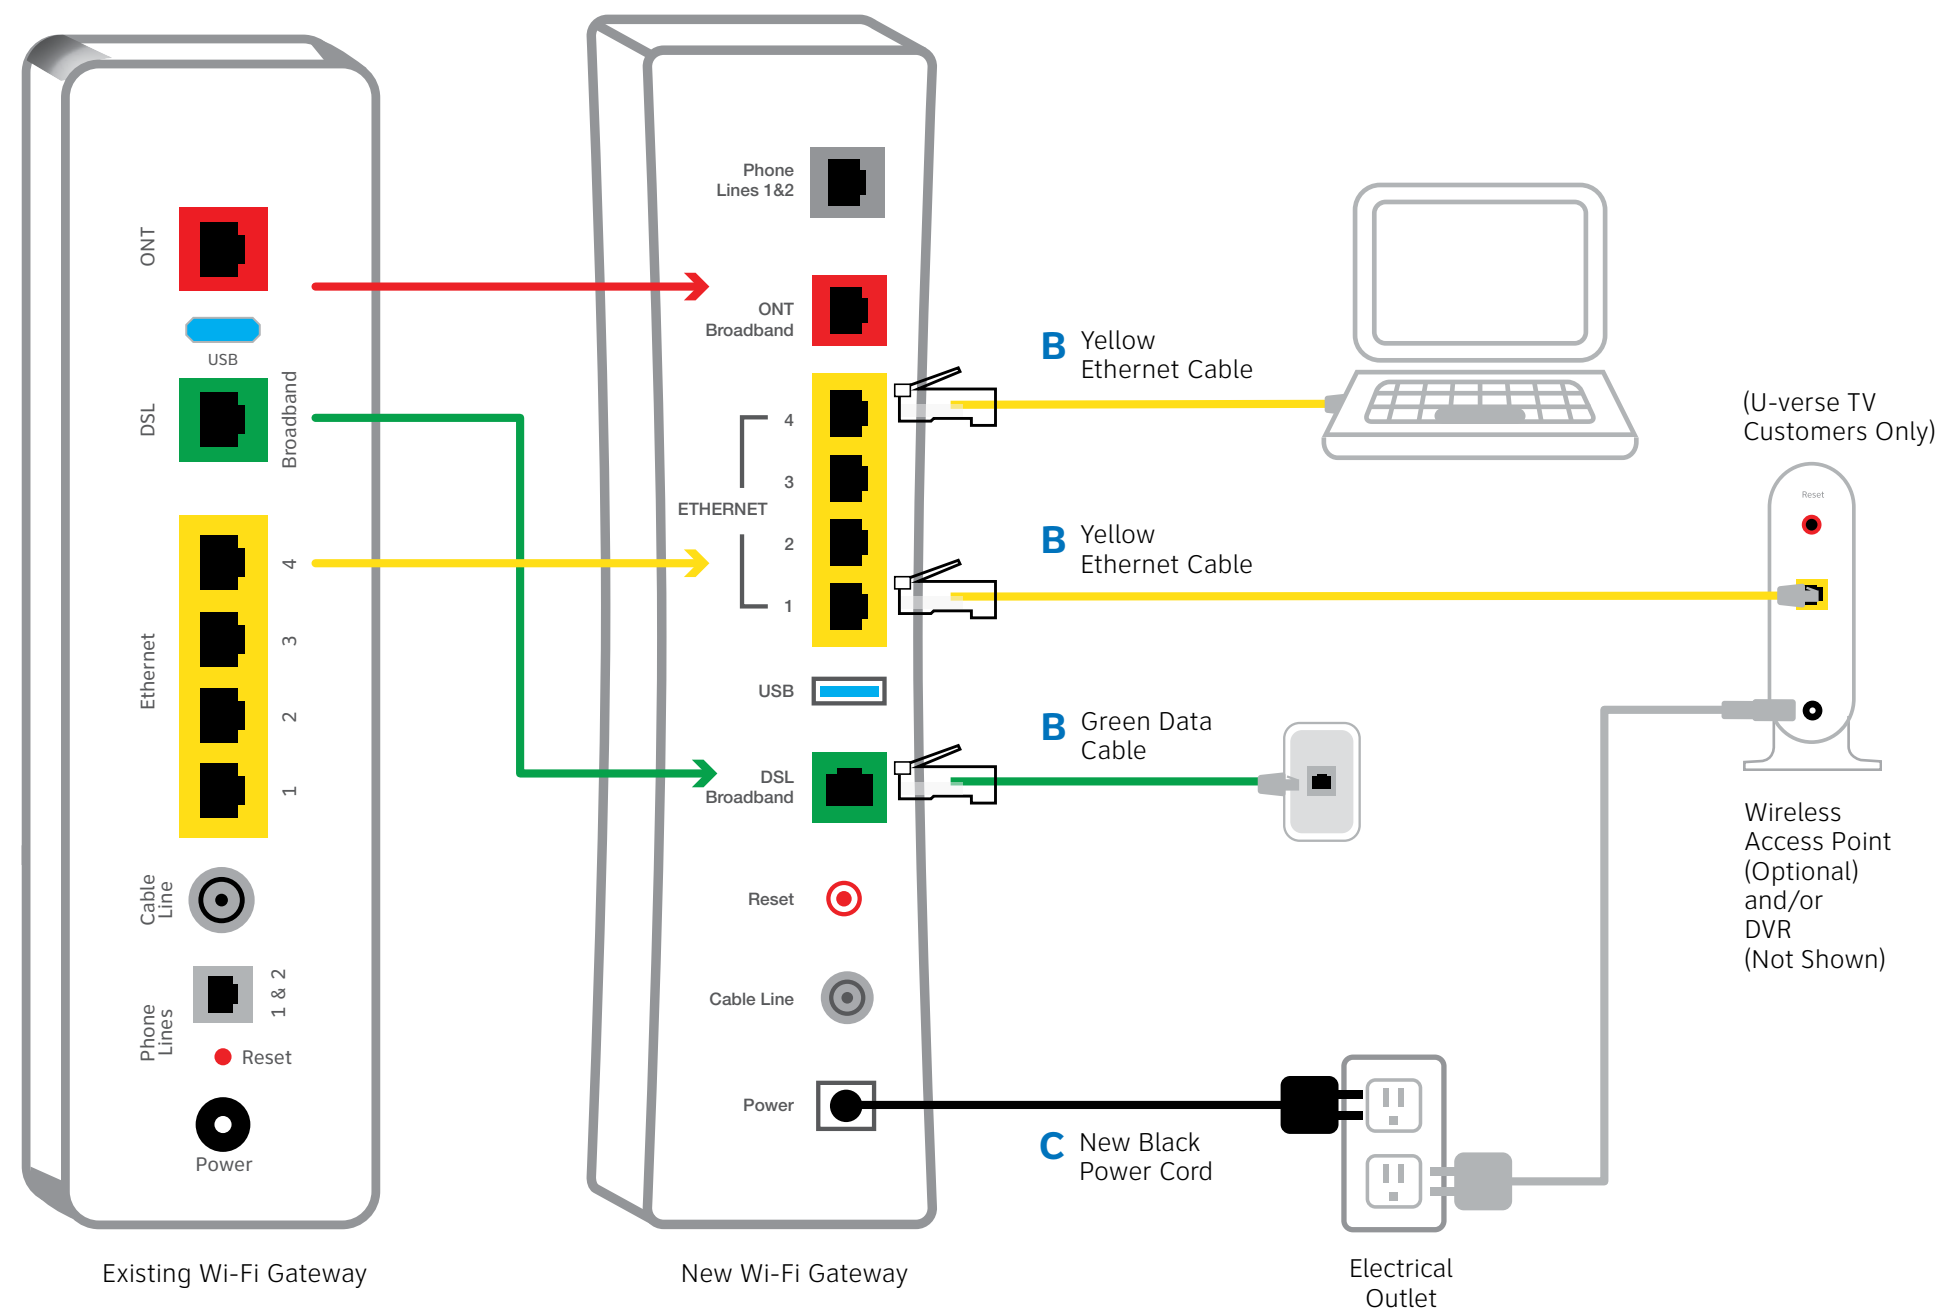 ONT
USB
DSL
Broadband
Ethernet
4
3
2
1
Cable
Line
Phone
Lines
1 & 2
Reset
Power
Existing Wi-Fi Gateway
Phone
Lines 1&2
ONT
Broadband
ETHERNET
4
3
2
1
USB
DSL
Broadband
Reset
Cable Line
Power
New Wi-Fi Gateway
B Yellow
Ethernet Cable
B Yellow
Ethernet Cable
B Green Data
Cable
C New Black
Power Cord
Electrical
Outlet
(U-verse TV
Customers Only)
Reset
Wireless
Access Point
(Optional)
and/or
DVR
(Not Shown)